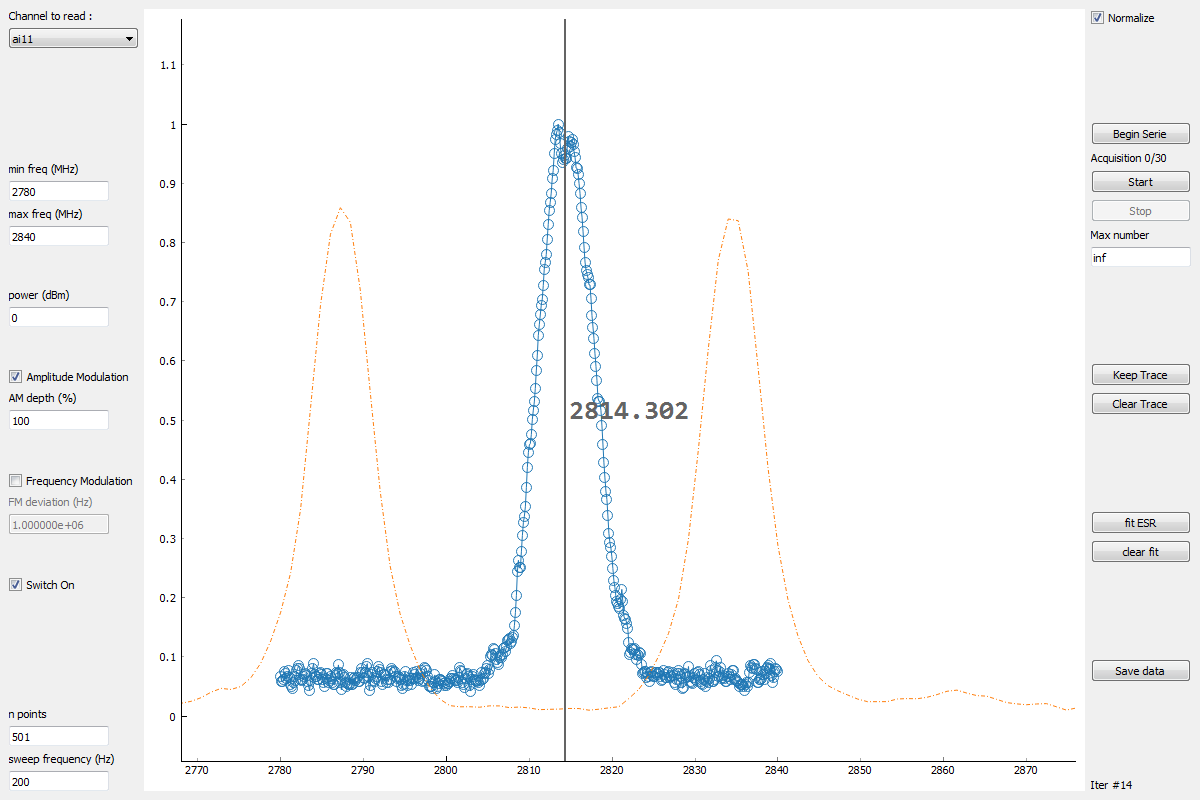 Channel to read :
ai11
min freq (MHz)
2780
max freq (MHz)
2840
power (dBm)
0
Amplitude Modulation
AM depth (%)
100
Frequency Modulation
FM deviation (Hz)
1.000000e+06
Switch On
n points
501
sweep frequency (Hz)
200
1.1
1
0.9
0.8
0.7
0.6
0.5
0.4
0.3
0.2
0.1
0
2814.302
2770 2780 2790 2800 2810 2820 2830 2840 2850 2860 2870
Normalize
Begin Serie
Acquisition 0/30
Start
Stop
Max number
inf
Keep Trace
Clear Trace
fit ESR
clear fit
Save data
Iter #14